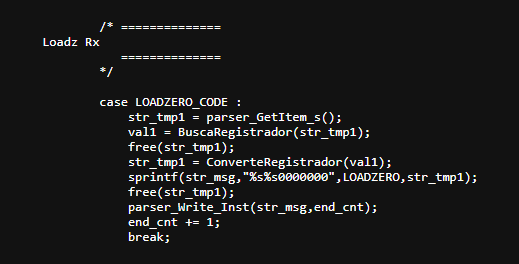 /* ==============
Loadz Rx
==============
*/
case LOADZERO_CODE :
str_tmp1 = parser_GetItem_s();
val1 = BuscaRegistrador(str_tmp1);
free(str_tmp1);
str_tmp1 = ConverteRegistrador(val1);
sprintf(str_msg,"%s%s0000000",LOADZERO,str_tmp1);
free(str_tmp1);
parser_Write_Inst(str_msg,end_cnt);
end_cnt += 1;
break;